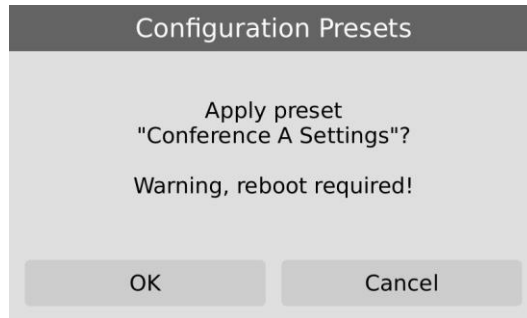 Configuration Presets
Apply preset
"Conference A Settings"?
Warning, reboot required!
OK
Cancel